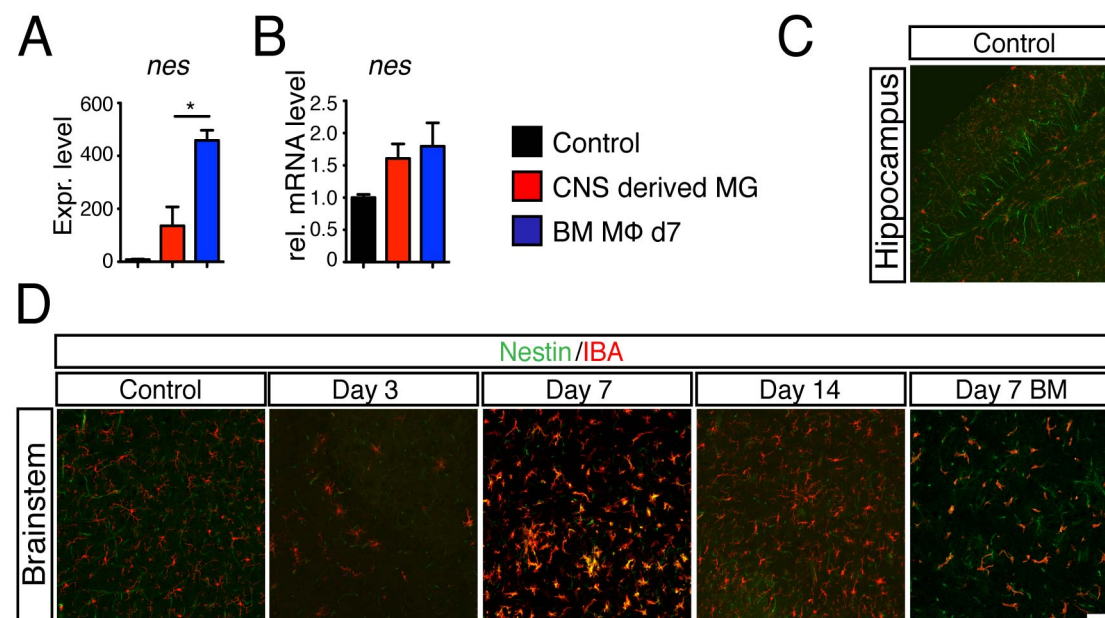 A
nes
Expr. level
600
400
200
0
*
B
nes
rel. mRNA level
2.5
2.0
1.5
1.0
0.5
0
Control
CNS derived MG
BM MΦ d7
C
Control
Hippocampus
D
Nestin/IBA
Control
Day 3
Day 7
Day 14
Day 7 BM
Brainstem